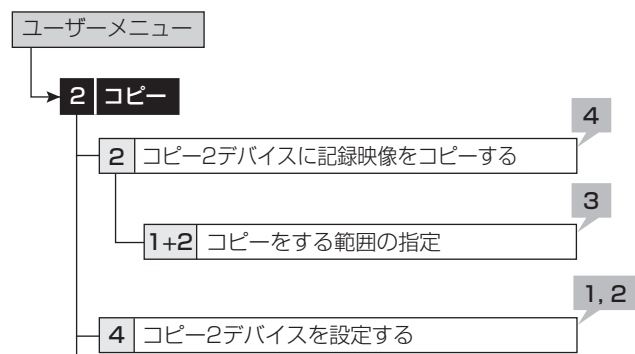 ユーザーメニュー
2 コピー
4
2 コピー2デバイスに記録映像をコピーする
3
1+2 コピーをする範囲の指定
1, 2
4 コピー2デバイスを設定する